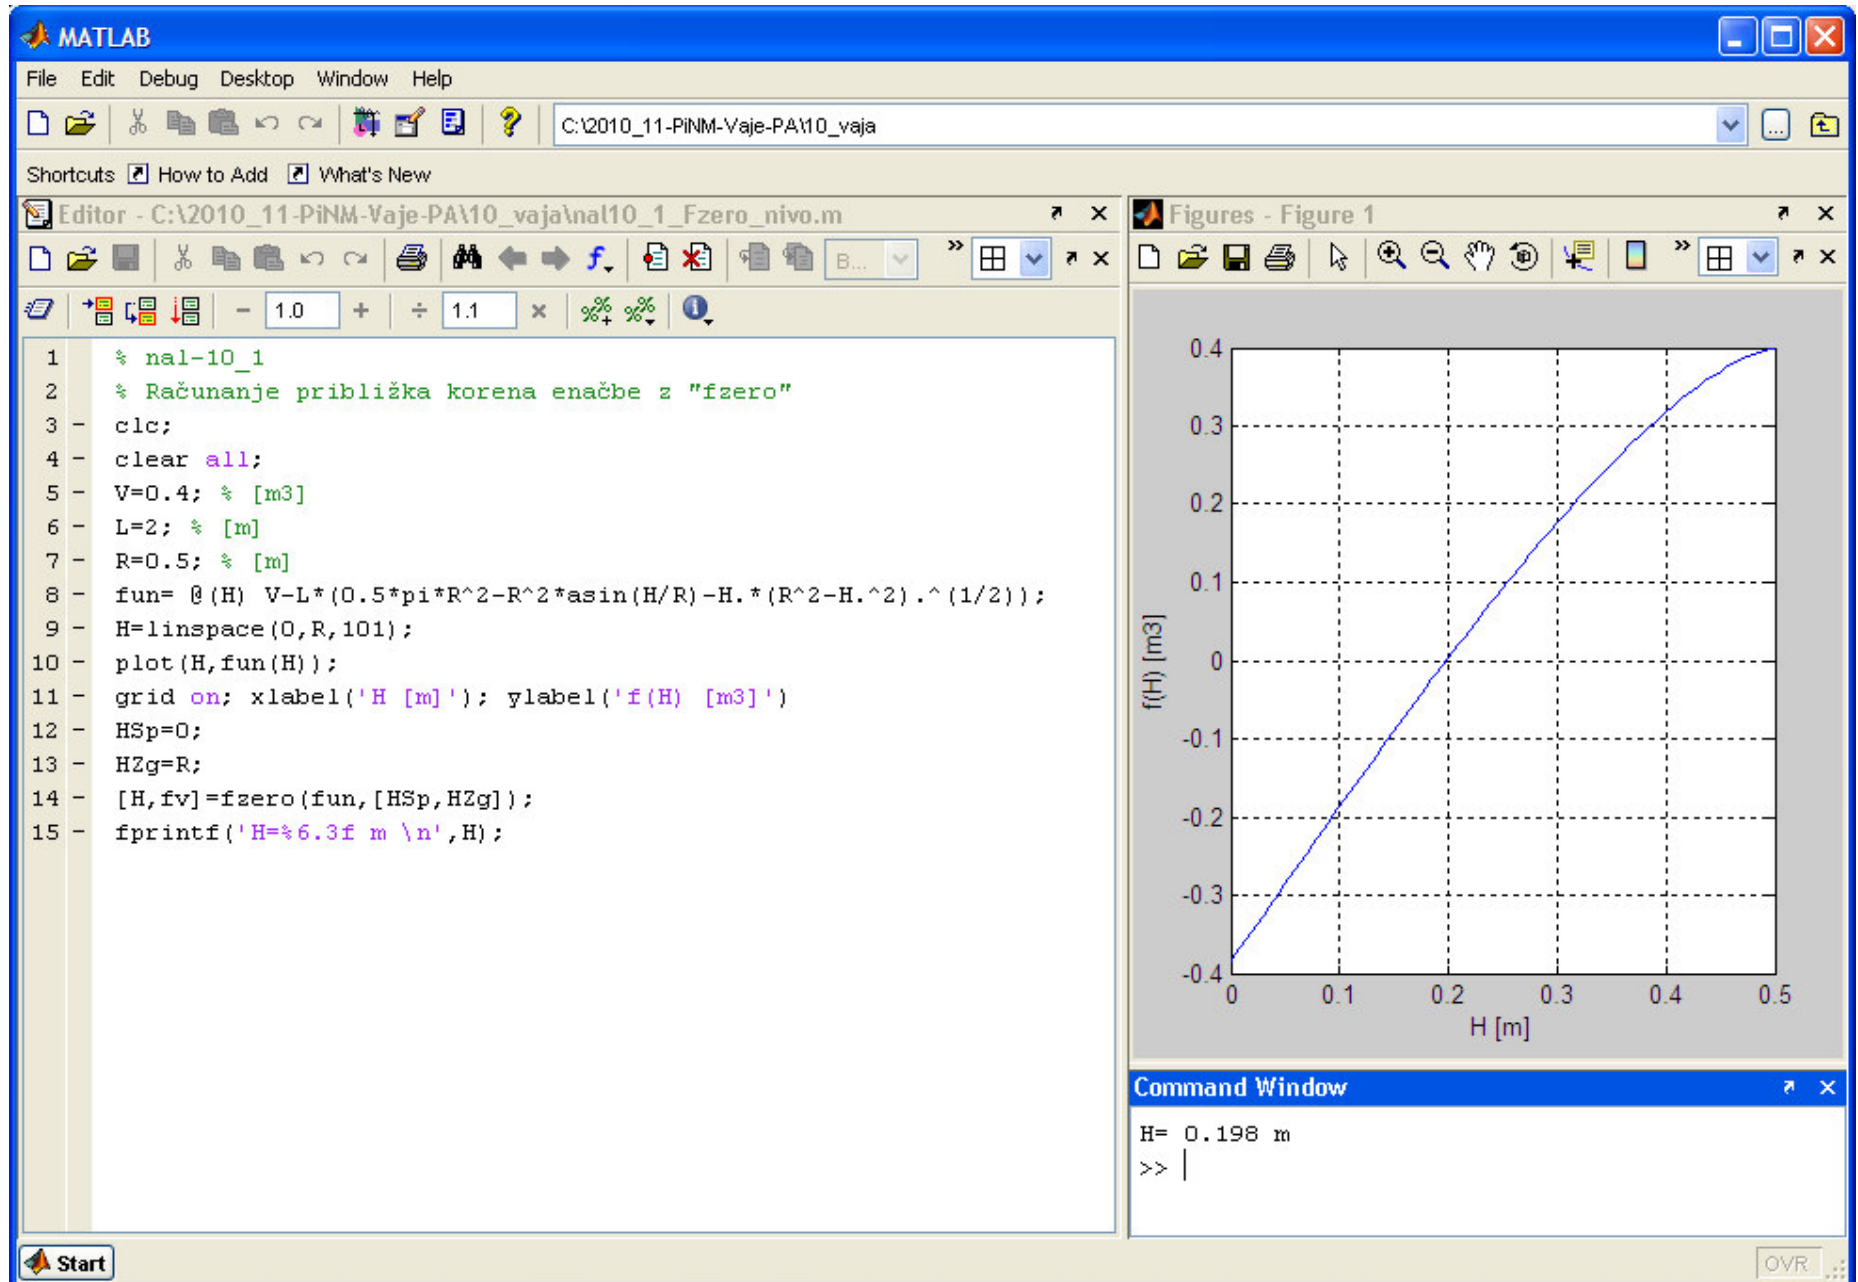 MATLAB
File Edit Debug Desktop Window Help
C:\2010_11-PiNM-Vaje-PA\10_vaja
...
Shortcuts How to Add What's New
Editor - C:\2010_11-PiNM-Vaje-PA\10_vaja\nal10_1_Fzero_nivo.m
B... »
- 1.0 + ÷ 1.1 ×
1 % nal-10_1
2 % Računanje približka korena enačbe z "fzero"
3 - clc;
4 - clear all;
5 - V=0.4; % [m3]
6 - L=2; % [m]
7 - R=0.5; % [m]
8 - fun= @(H) V-L*(0.5*pi*R^2-R^2*asin(H/R)-H.*(R^2-H.^2).^(1/2));
9 - H=linspace(0,R,101);
10 - plot(H,fun(H));
11 - grid on; xlabel('H [m]'); ylabel('f(H) [m3]')
12 - HSp=0;
13 - HZg=R;
14 - [H,fv]=fzero(fun,[HSp,HZg]);
15 - fprintf('H=%6.3f m \n',H);
Figures - Figure 1
»
0.4
0.3
0.2
0.1
0
-0.1
-0.2
-0.3
-0.4
f(H) [m3]
0 0.1 0.2 0.3 0.4 0.5
H [m]
Command Window
H= 0.198 m
>>
Start
OVR